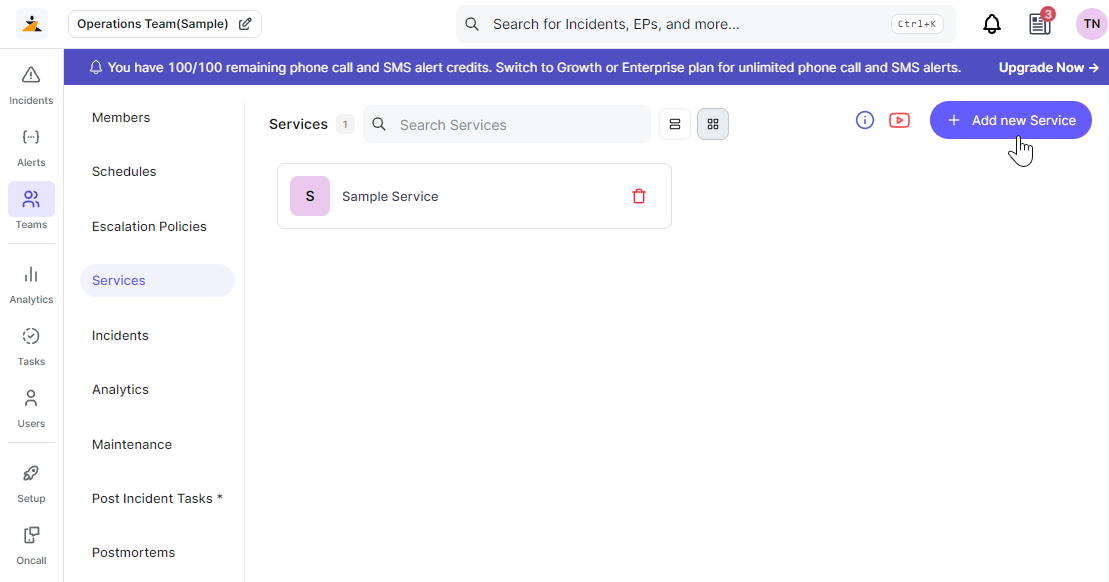 Operations Team(Sample)
Search for Incidents, EPs, and more...
Ctrl+K
3
TN
You have 100/100 remaining phone call and SMS alert credits. Switch to Growth or Enterprise plan for unlimited phone call and SMS alerts.
Upgrade Now →
Incidents
Alerts
Teams
Analytics
Tasks
Users
Setup
Oncall
Members
Schedules
Escalation Policies
Services
Incidents
Analytics
Maintenance
Post Incident Tasks *
Postmortems
Services 1
Search Services
+ Add new Service
S
Sample Service